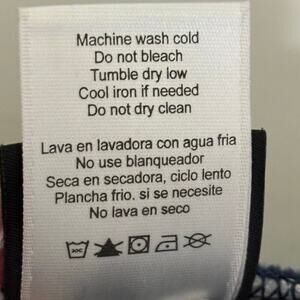 Machine wash cold
Do not bleach
Tumble dry low
Cool iron if needed
Do not dry clean
Lava en lavadora con agua fria
No use blanqueador
Seca en secadora, ciclo lento
Plancha frio. si se necesite
No lava en seco